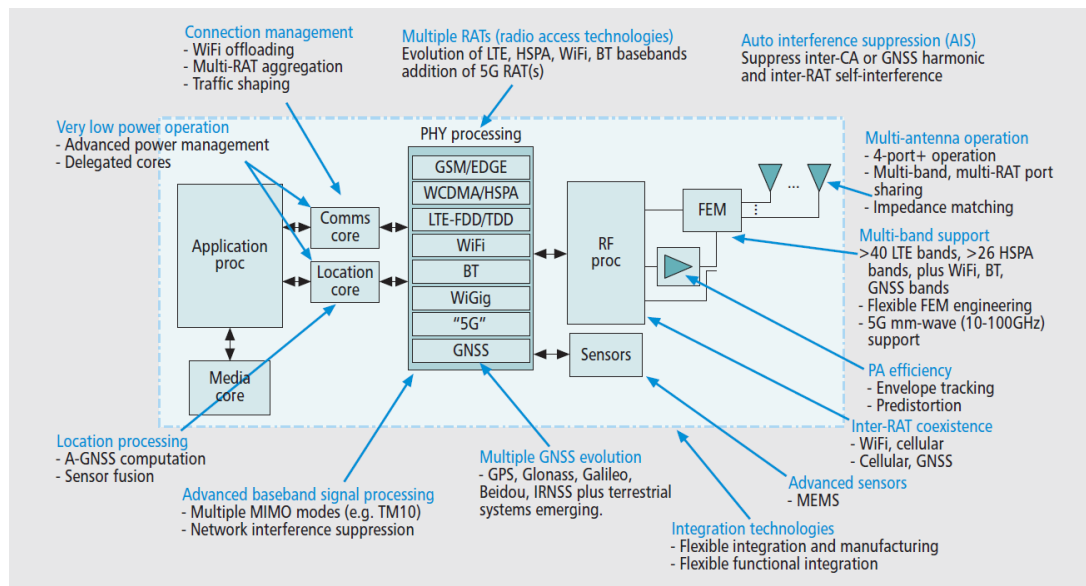 Connection management
- WiFi offloading
- Multi-RAT aggregation
- Traffic shaping
Multiple RATs (radio access technologies)
Evolution of LTE, HSPA, WiFi, BT basebands
addition of 5G RAT(s)
Auto interference suppression (AIS)
Suppress inter-CA or GNSS harmonic
and inter-RAT self-interference
Very low power operation
- Advanced power management
- Delegated cores
PHY processing
GSM/EDGE
WCDMA/HSPA
LTE-FDD/TDD
WiFi
BT
WiGig
"5G"
GNSS
Application
proc
Comms
core
Location
core
Media
core
RF
proc
FEM
...
Sensors
Multi-antenna operation
- 4-port+ operation
- Multi-band, multi-RAT port
sharing
- Impedance matching
Multi-band support
>40 LTE bands, >26 HSPA
bands, plus WiFi, BT,
GNSS bands
- Flexible FEM engineering
- 5G mm-wave (10-100GHz)
support
PA efficiency
- Envelope tracking
- Predistortion
Inter-RAT coexistence
- WiFi, cellular
- Cellular, GNSS
Location processing
- A-GNSS computation
- Sensor fusion
Advanced baseband signal processing
- Multiple MIMO modes (e.g. TM10)
- Network interference suppression
Multiple GNSS evolution
- GPS, Glonass, Galileo,
Beidou, IRNSS plus terrestrial
systems emerging.
Advanced sensors
- MEMS
Integration technologies
- Flexible integration and manufacturing
- Flexible functional integration